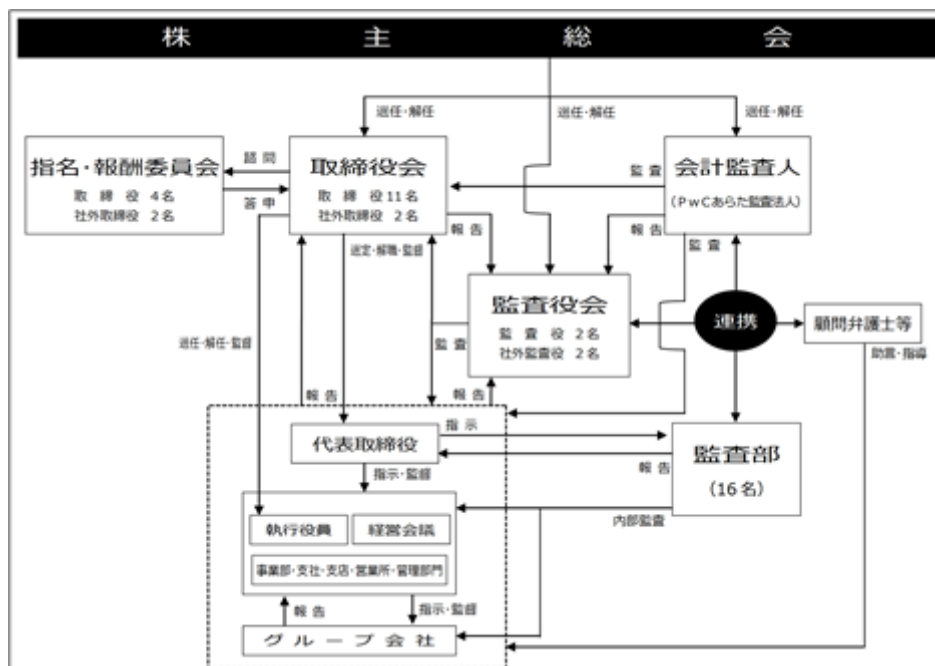 株主総会
選任・解任
選任・解任
選任・解任
指名・報酬委員会
取締役 4名
社外取締役 2名
諮問
答申
取締役会
取締役11名
社外取締役 2名
監査
会計監査人
(PwCあらた監査法人)
報告
報告
監査
選定・解職・監督
監査役会
監査役 2名
社外監査役 2名
連携
顧問弁護士等
選任・解任・監督
監査
助言・指導
報告
報告
代表取締役
指示
報告
監査部
(16名)
指示・監督
執行役員
経営会議
内部監査
事業部・支社・支店・営業所・管理部門
報告
指示・監督
グループ会社